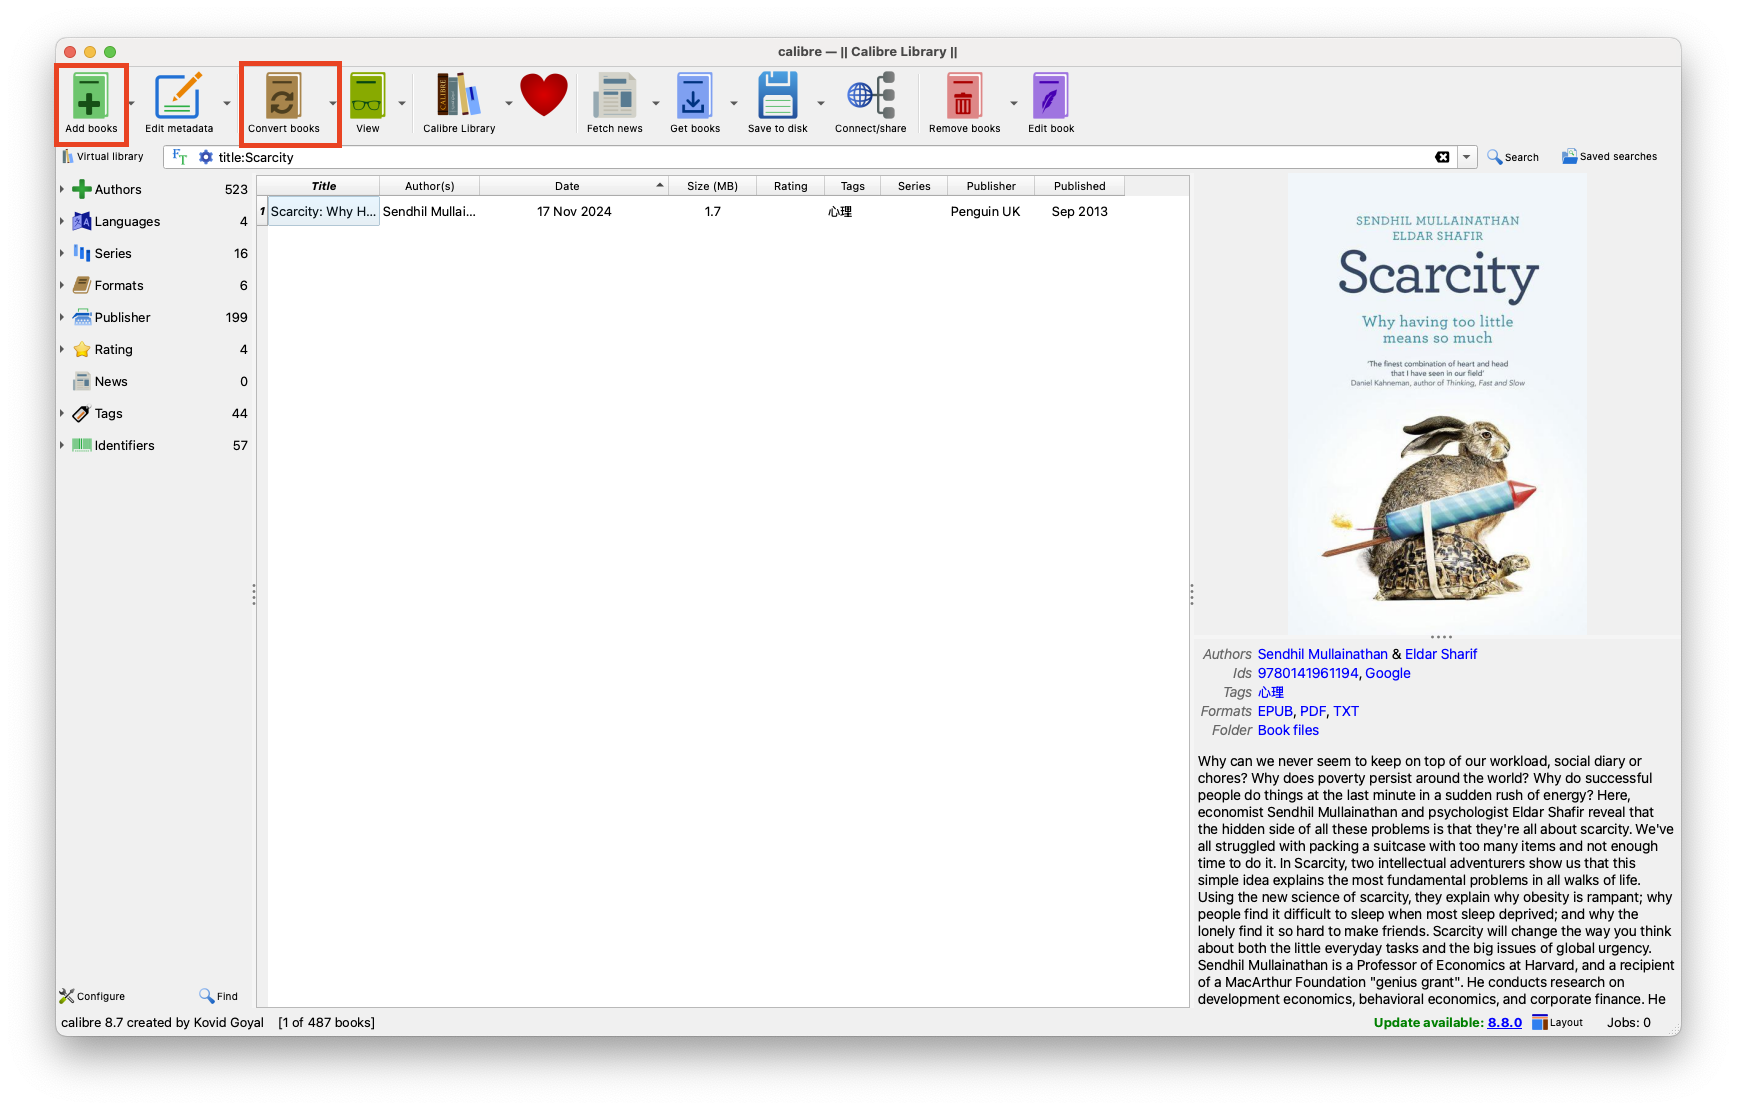 calibre — || Calibre Library ||
Add books
Edit metadata
Convert books
View
CALIBRE
Calibre Library
Fetch news
Get books
Save to disk
Connect/share
Remove books
Edit book
Virtual library
FT
title:Scarcity
Search
Saved searches
Authors 523
Languages 4
Series 16
Formats 6
Publisher 199
Rating 4
News 0
Tags 44
Identifiers 57
Title Author(s) Date Size (MB) Rating Tags Series Publisher Published
1 Scarcity: Why H... Sendhil Mullai... 17 Nov 2024 1.7 心理 Penguin UK Sep 2013
SENDHIL MULLAINATHAN
ELDAR SHAFIR
Scarcity
Why having too little
means so much
'The finest combination of heart and head
that I have seen in our field'
Daniel Kahneman, author of Thinking, Fast and Slow
Authors Sendhil Mullainathan & Eldar Sharif
Ids 9780141961194, Google
Tags 心理
Formats EPUB, PDF, TXT
Folder Book files
Why can we never seem to keep on top of our workload, social diary or
chores? Why does poverty persist around the world? Why do successful
people do things at the last minute in a sudden rush of energy? Here,
economist Sendhil Mullainathan and psychologist Eldar Shafir reveal that
the hidden side of all these problems is that they're all about scarcity. We've
all struggled with packing a suitcase with too many items and not enough
time to do it. In Scarcity, two intellectual adventurers show us that this
simple idea explains the most fundamental problems in all walks of life.
Using the new science of scarcity, they explain why obesity is rampant; why
people find it difficult to sleep when most sleep deprived; and why the
lonely find it so hard to make friends. Scarcity will change the way you think
about both the little everyday tasks and the big issues of global urgency.
Sendhil Mullainathan is a Professor of Economics at Harvard, and a recipient
of a MacArthur Foundation "genius grant". He conducts research on
development economics, behavioral economics, and corporate finance. He
Configure
Find
calibre 8.7 created by Kovid Goyal [1 of 487 books]
Update available: 8.8.0
Layout
Jobs: 0